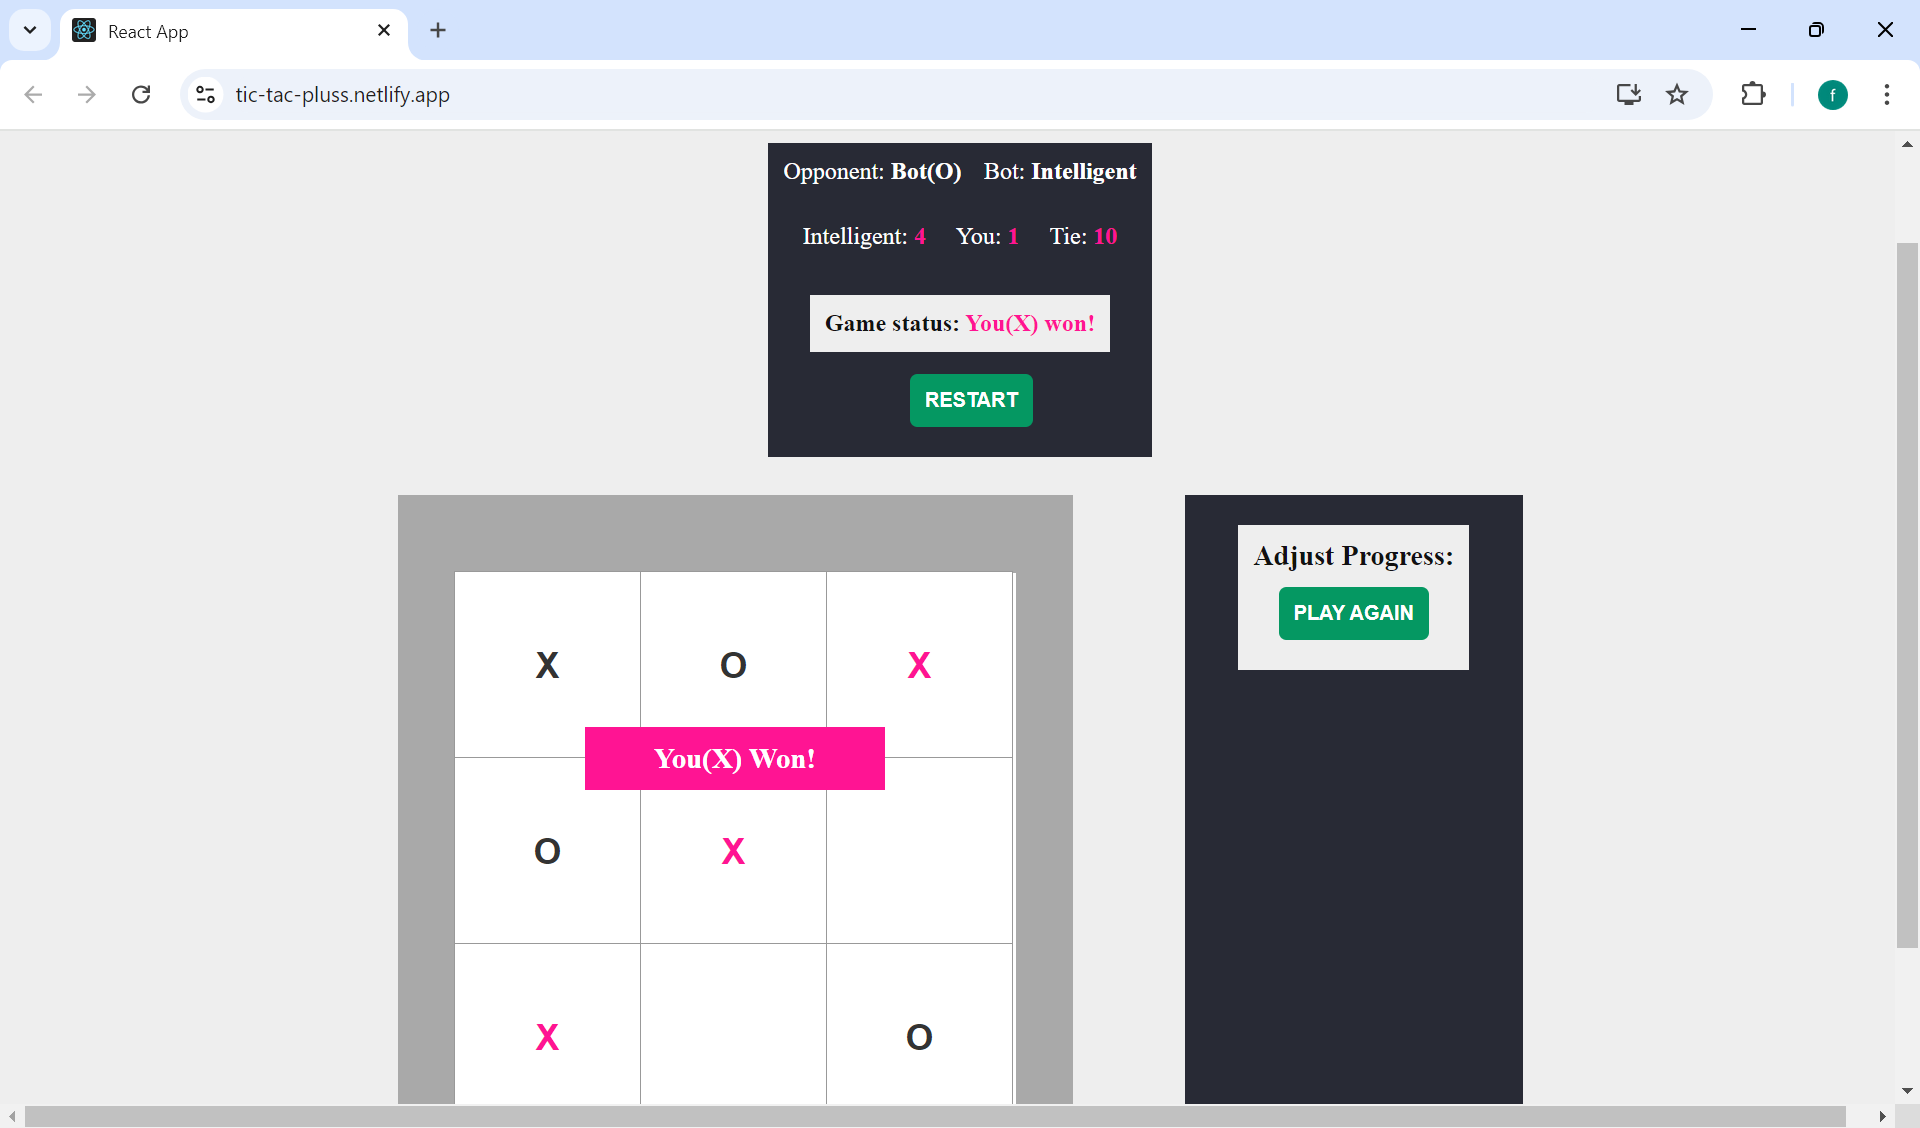 React App
tic-tac-pluss.netlify.app
f
Opponent: Bot(O) Bot: Intelligent
Intelligent: 4 You: 1 Tie: 10
Game status: You(X) won!
RESTART
Adjust Progress:
PLAY AGAIN
X O X
You(X) Won!
O X
X O